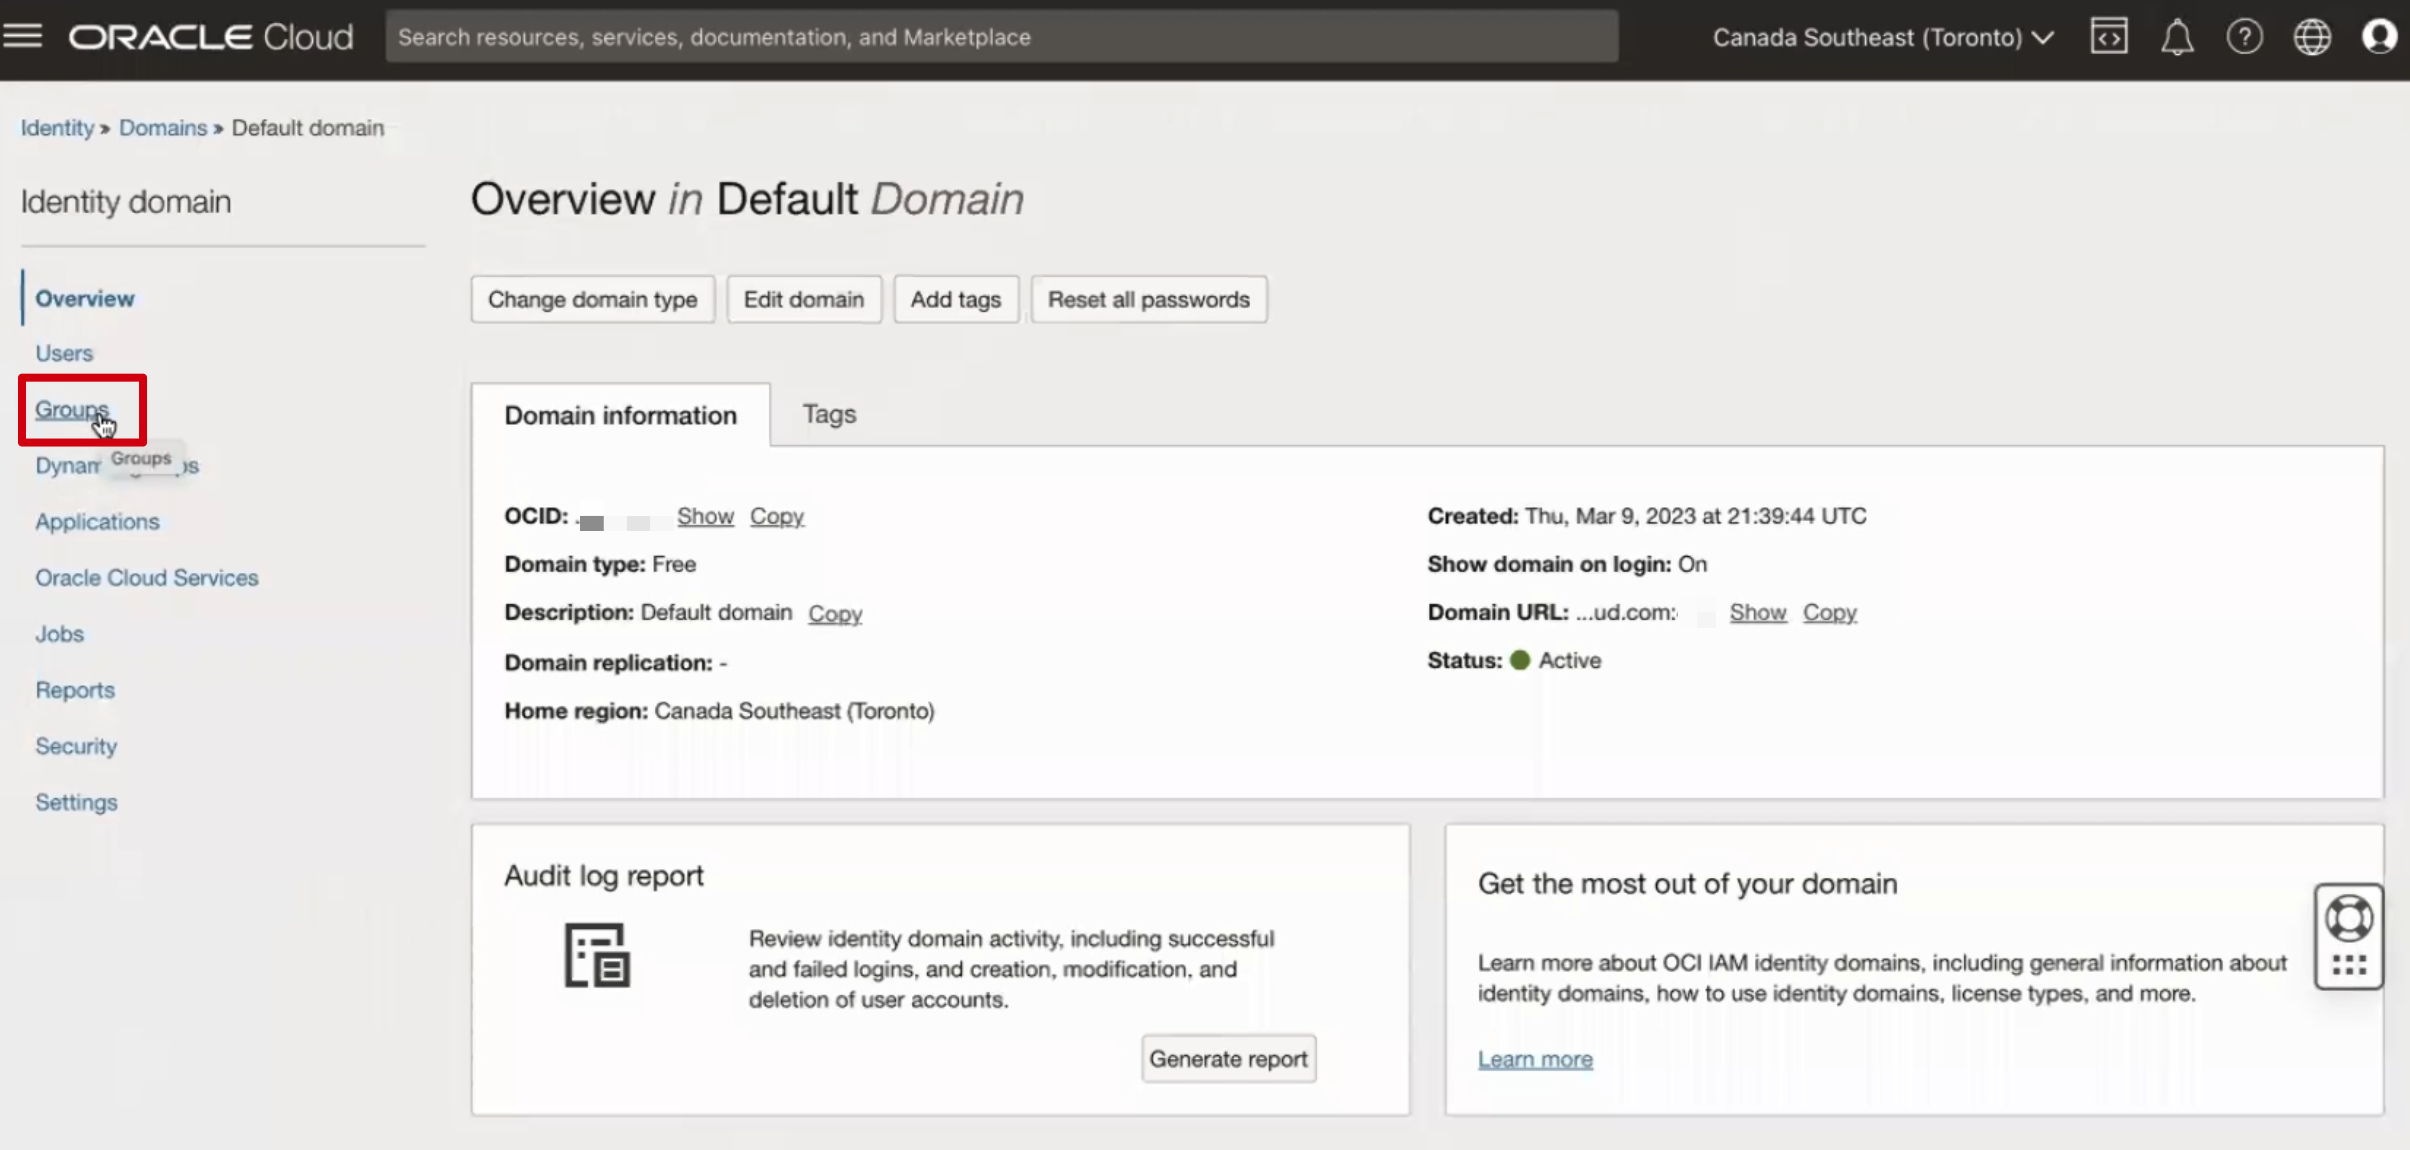 ORACLE Cloud
Search resources, services, documentation, and Marketplace
Canada Southeast (Toronto)
Identity » Domains » Default domain
Identity domain
Overview
Users
Groups
Groups
Applications
Oracle Cloud Services
Jobs
Reports
Security
Settings
Overview in Default Domain
Change domain type
Edit domain
Add tags
Reset all passwords
Domain information
Tags
OCID: Show Copy
Domain type: Free
Description: Default domain Copy
Domain replication: -
Home region: Canada Southeast (Toronto)
Created: Thu, Mar 9, 2023 at 21:39:44 UTC
Show domain on login: On
Domain URL: ...ud.com: Show Copy
Status: Active
Audit log report
Review identity domain activity, including successful
and failed logins, and creation, modification, and
deletion of user accounts.
Generate report
Get the most out of your domain
Learn more about OCI IAM identity domains, including general information about
identity domains, how to use identity domains, license types, and more.
Learn more